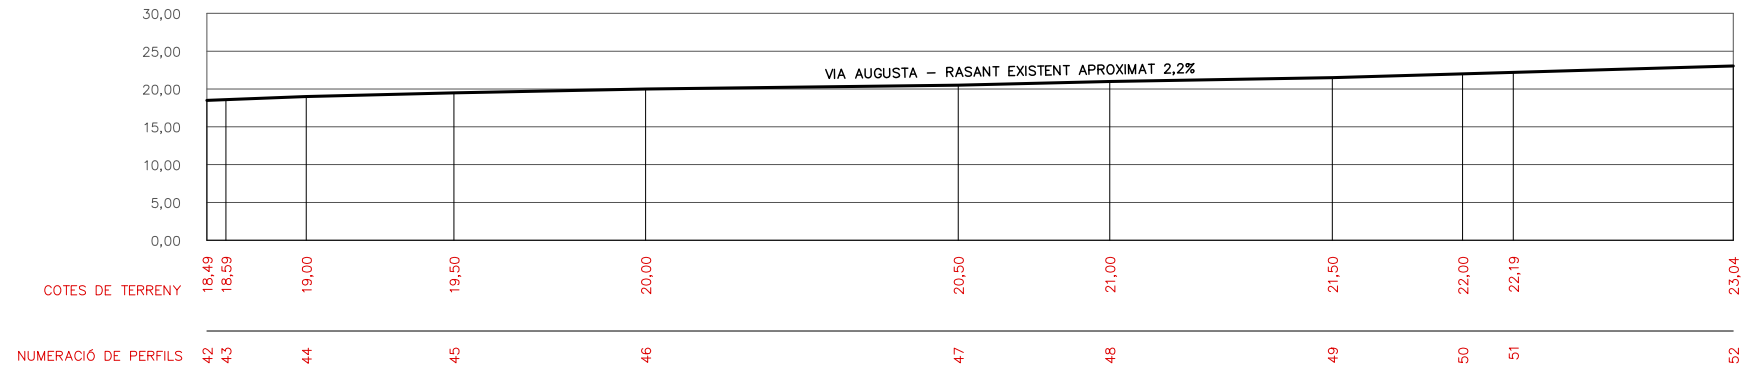 30,00
25,00
VIA AUGUSTA – RASANT EXISTENT APROXIMAT 2,2%
20,00
15,00
10,00
5,00
0,00
COTES DE TERRENY 18,49 18,59 19,00 19,50 20,00 20,50 21,00 21,50 22,00 22,19 23,04
NUMERACIÓ DE PERFILS 42 43 44 45 46 47 48 49 50 51 52